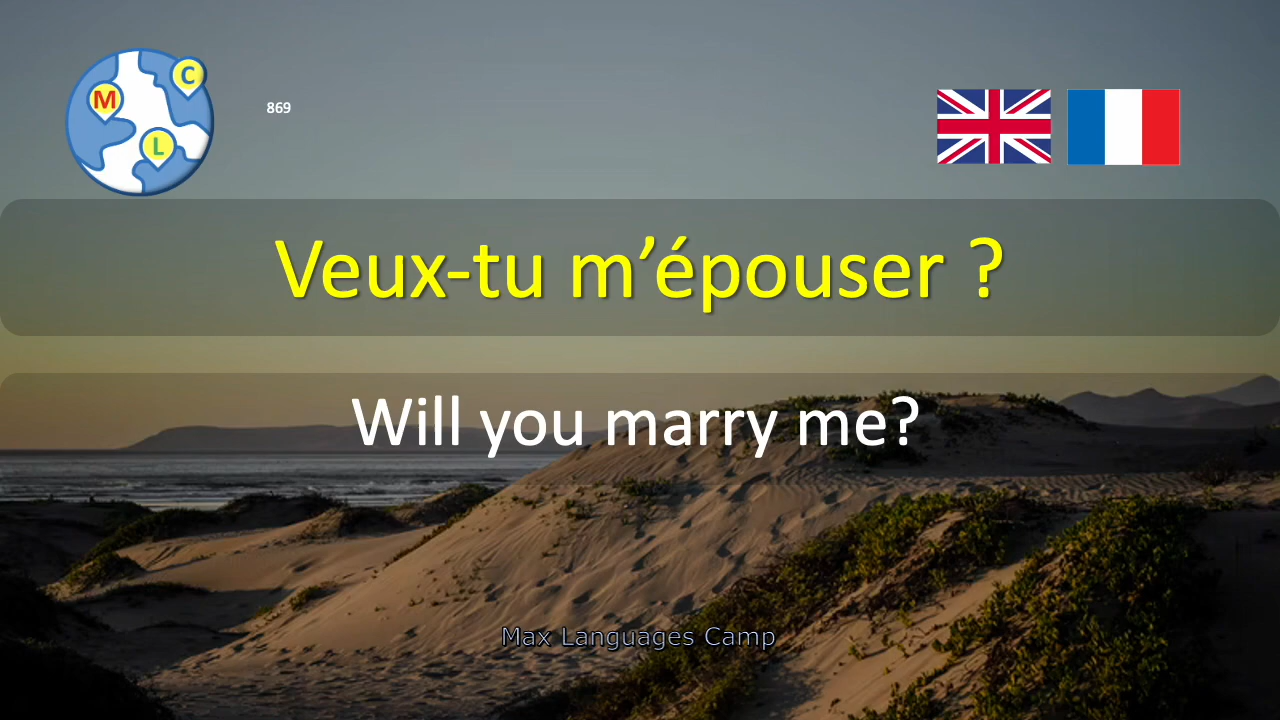 C
M
L
869
Veux-tu m’épouser ?
Will you marry me?
Max Languages Camp